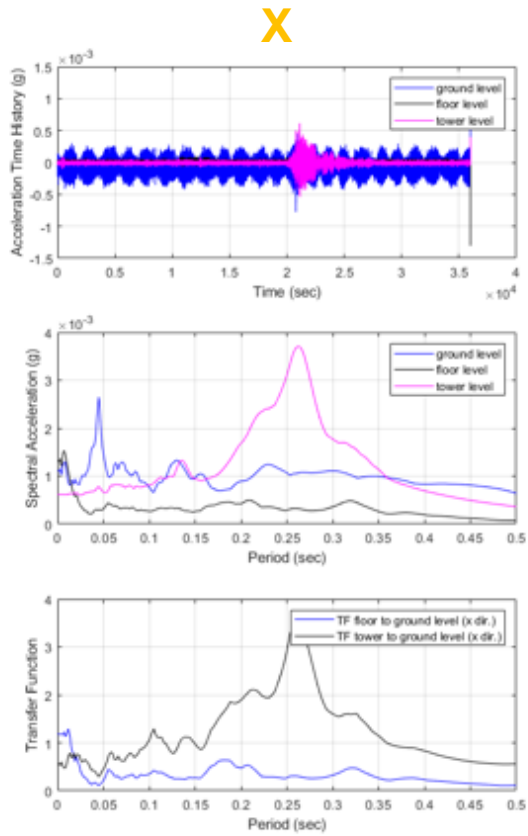 X
× 10⁻³
1.5
1
0.5
0
-0.5
-1
-1.5
Acceleration Time History (g)
ground level
floor level
tower level
0 0.5 1 1.5 2 2.5 3 3.5 4
Time (sec)
× 10⁴
× 10⁻³
4
3
2
1
0
Spectral Acceleration (g)
ground level
floor level
tower level
0 0.05 0.1 0.15 0.2 0.25 0.3 0.35 0.4 0.45 0.5
Period (sec)
4
3
2
1
0
Transfer Function
TF floor to ground level (x dir.)
TF tower to ground level (x dir.)
0 0.05 0.1 0.15 0.2 0.25 0.3 0.35 0.4 0.45 0.5
Period (sec)